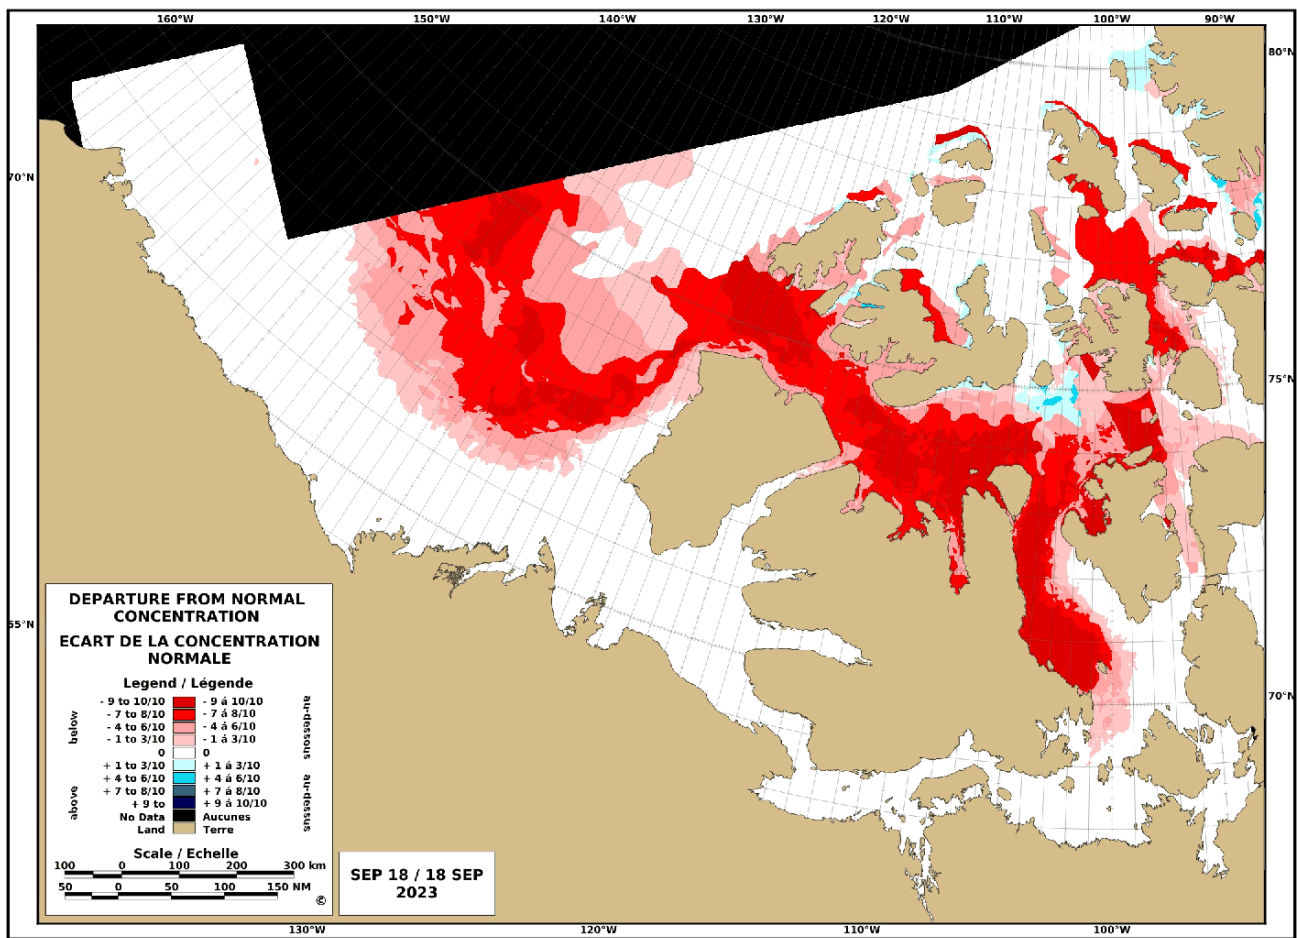 160°W 150°W 140°W 130°W 120°W 110°W 100°W 90°W
80°N
70°N
75°N
65°N
70°N
DEPARTURE FROM NORMAL
CONCENTRATION
ECART DE LA CONCENTRATION
NORMALE
Legend / Légende
below
- 9 to 10/10 - 9 á 10/10
- 7 to 8/10 - 7 á 8/10
- 4 to 6/10 - 4 á 6/10
- 1 to 3/10 - 1 á 3/10
au-dessous
0 0
above
+ 1 to 3/10 + 1 á 3/10
+ 4 to 6/10 + 4 á 6/10
+ 7 to 8/10 + 7 á 8/10
+ 9 to + 9 á 10/10
au-dessus
No Data Aucunes
Land Terre
Scale / Echelle
100 0 100 200 300 km
50 0 50 100 150 NM
©
SEP 18 / 18 SEP
2023
130°W 120°W 110°W 100°W